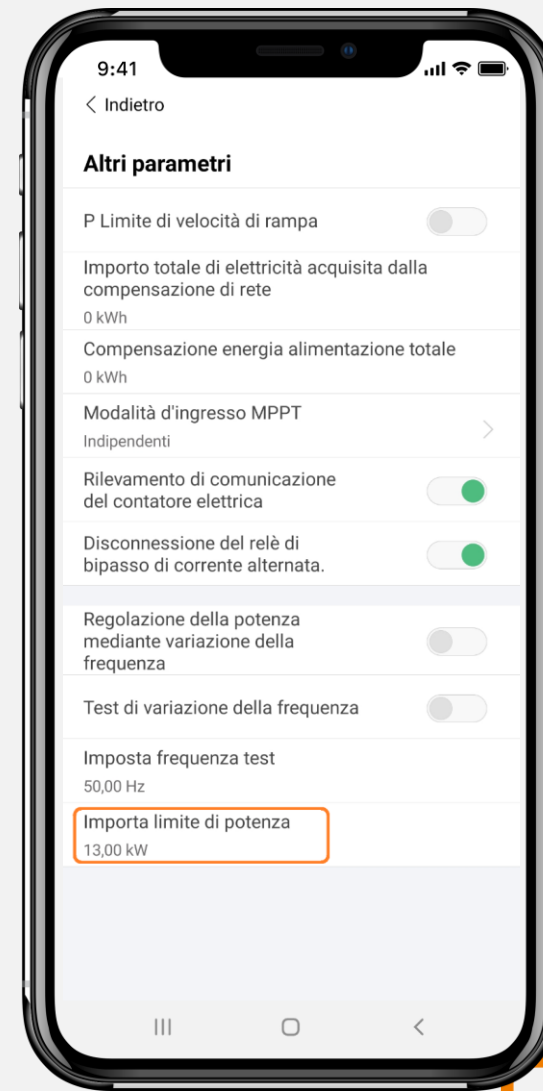 9:41
Indietro
Altri parametri
P Limite di velocità di rampa
Importo totale di elettricità acquisita dalla
compensazione di rete
0 kWh
Compensazione energia alimentazione totale
0 kWh
Modalità d'ingresso MPPT
Indipendenti
Rilevamento di comunicazione
del contatore elettrica
Disconnessione del relè di
bipasso di corrente alternata.
Regolazione della potenza
mediante variazione della
frequenza
Test di variazione della frequenza
Imposta frequenza test
50,00 Hz
Importa limite di potenza
13,00 kW